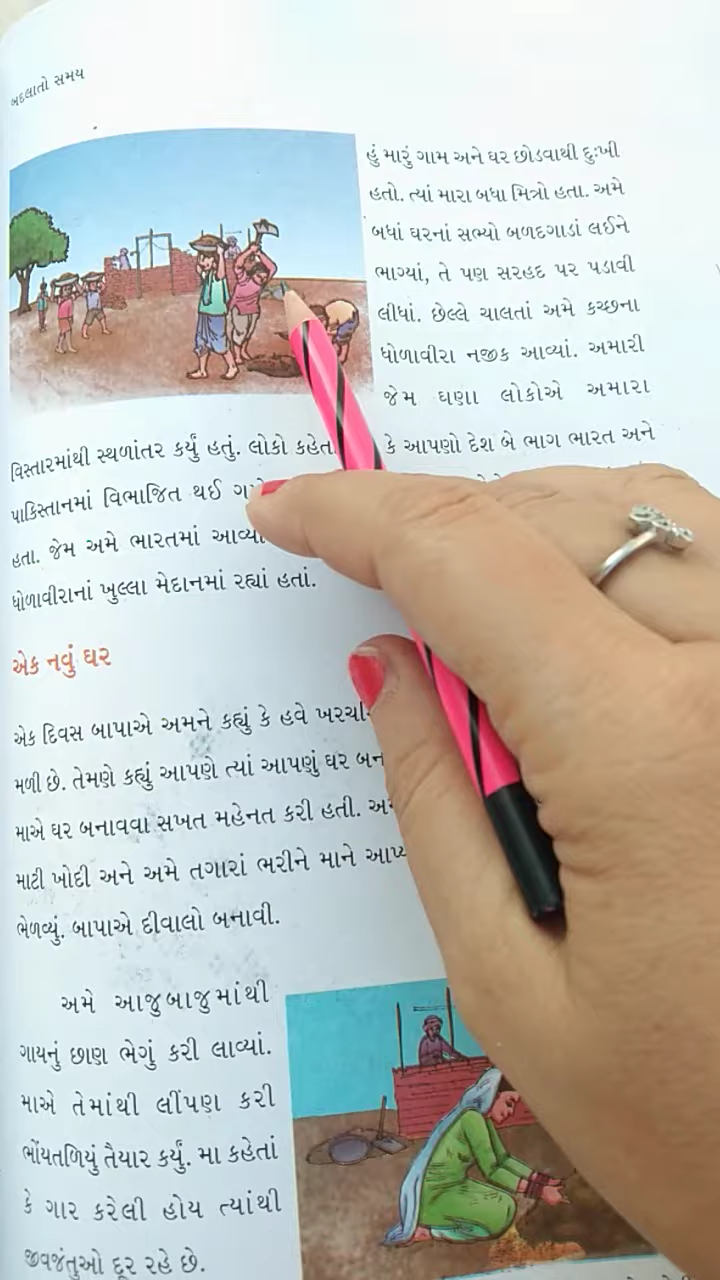 બદલાતો સમય
હું મારું ગામ અને ઘર છોડવાથી દુઃખી
હતો. ત્યાં મારા બધા મિત્રો હતા. અમે
બધાં ઘરનાં સભ્યો બળદગાડાં લઈને
ભાગ્યાં, તે પણ સરહદ પર પડાવી
લીધાં. છેલ્લે ચાલતાં અમે કચ્છના
ધોળાવીરા નજીક આવ્યાં. અમારી
જેમ ઘણા લોકોએ અમારા
વિસ્તારમાંથી સ્થળાંતર કર્યું હતું. લોકો કે આપણો દેશ બે ભાગ ભારત અને
પાકિસ્તાનમાં વિભાજિત થઈ
હતા. જેમ અમે ભારતમાં
ધોળાવીરાનાં ખુલ્લા મેદાનમાં રહ્યાં હતાં.
એક નવું ઘર
એક દિવસ બાપાએ અમને કહ્યું કે હવે
મળી છે. તેમણે કહ્યું આપણે ત્યાં આપણું ઘર
માએ ઘર બનાવવા સખત મહેનત કરી હતી.
માટી ખોદી અને અમે તગારાં ભરીને માને
ભેળવ્યું. બાપાએ દીવાલો બનાવી.
અમે આજુબાજુમાંથી
ગાયનું છાણ ભેગું કરી લાવ્યાં.
માએ તેમાંથી લીંપણ કરી
ભોંયતળિયું તૈયાર કર્યું. મા કહેતાં
કે ગાર કરેલી હોય ત્યાંથી
જીવજંતુઓ દૂર રહે છે.